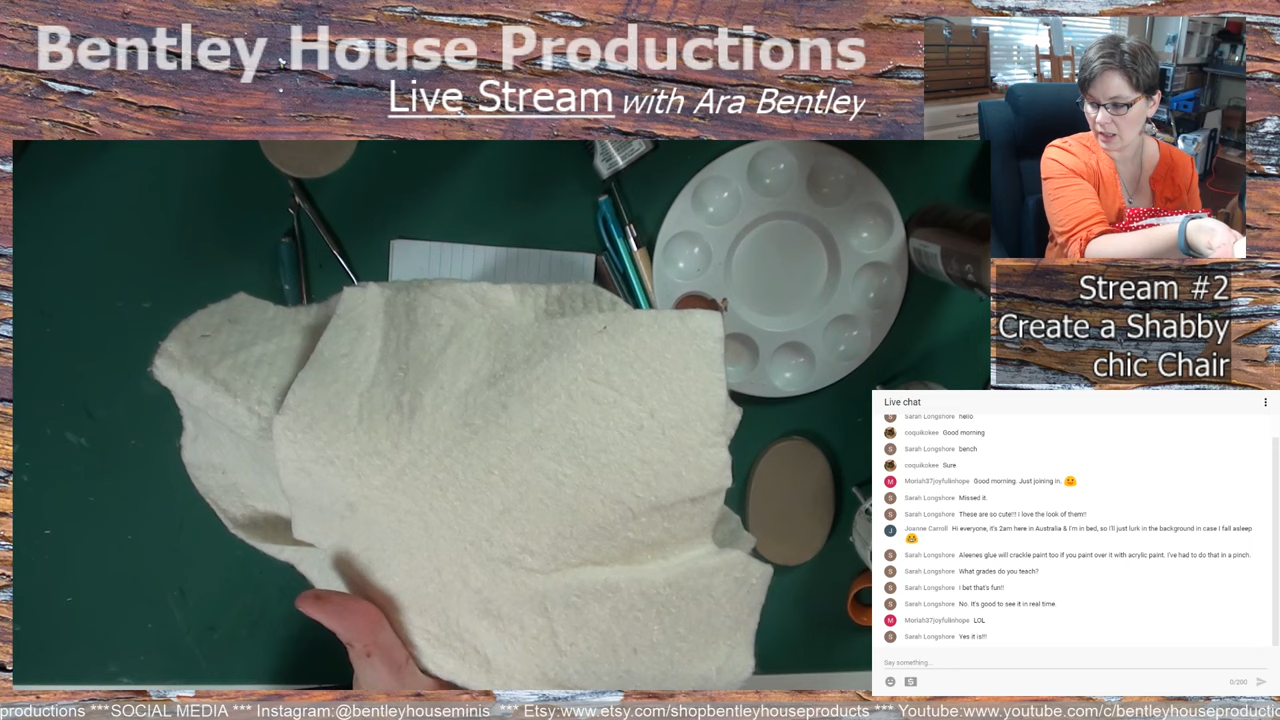 Bentley House Productions
Live Stream with Ara Bentley
Stream #2
Create a Shabby
chic Chair
Live chat
Sarah Longshore hello
coquikokee Good morning
Sarah Longshore bench
coquikokee Sure
Moriah37joyfulinhope Good morning. Just joining in.
Sarah Longshore Missed it.
Sarah Longshore These are so cute!!! I love the look of them!!
Joanne Carroll Hi everyone, it's 2am here in Australia & I'm in bed, so I'll just lurk in the background in case I fall asleep
Sarah Longshore Aleenes glue will crackle paint too if you paint over it with acrylic paint. I've had to do that in a pinch.
Sarah Longshore What grades do you teach?
Sarah Longshore I bet that's fun!!
Sarah Longshore No. It's good to see it in real time.
Moriah37joyfulinhope LOL
Sarah Longshore Yes it is!!!
Say something...
0/200
productions ***SOCIAL MEDIA *** Instagram:@bentleyhouseminis *** Etsy:www.etsy.com/shopbentleyhouseproducts *** Youtube:www.youtube.com/c/bentleyhouseproductio